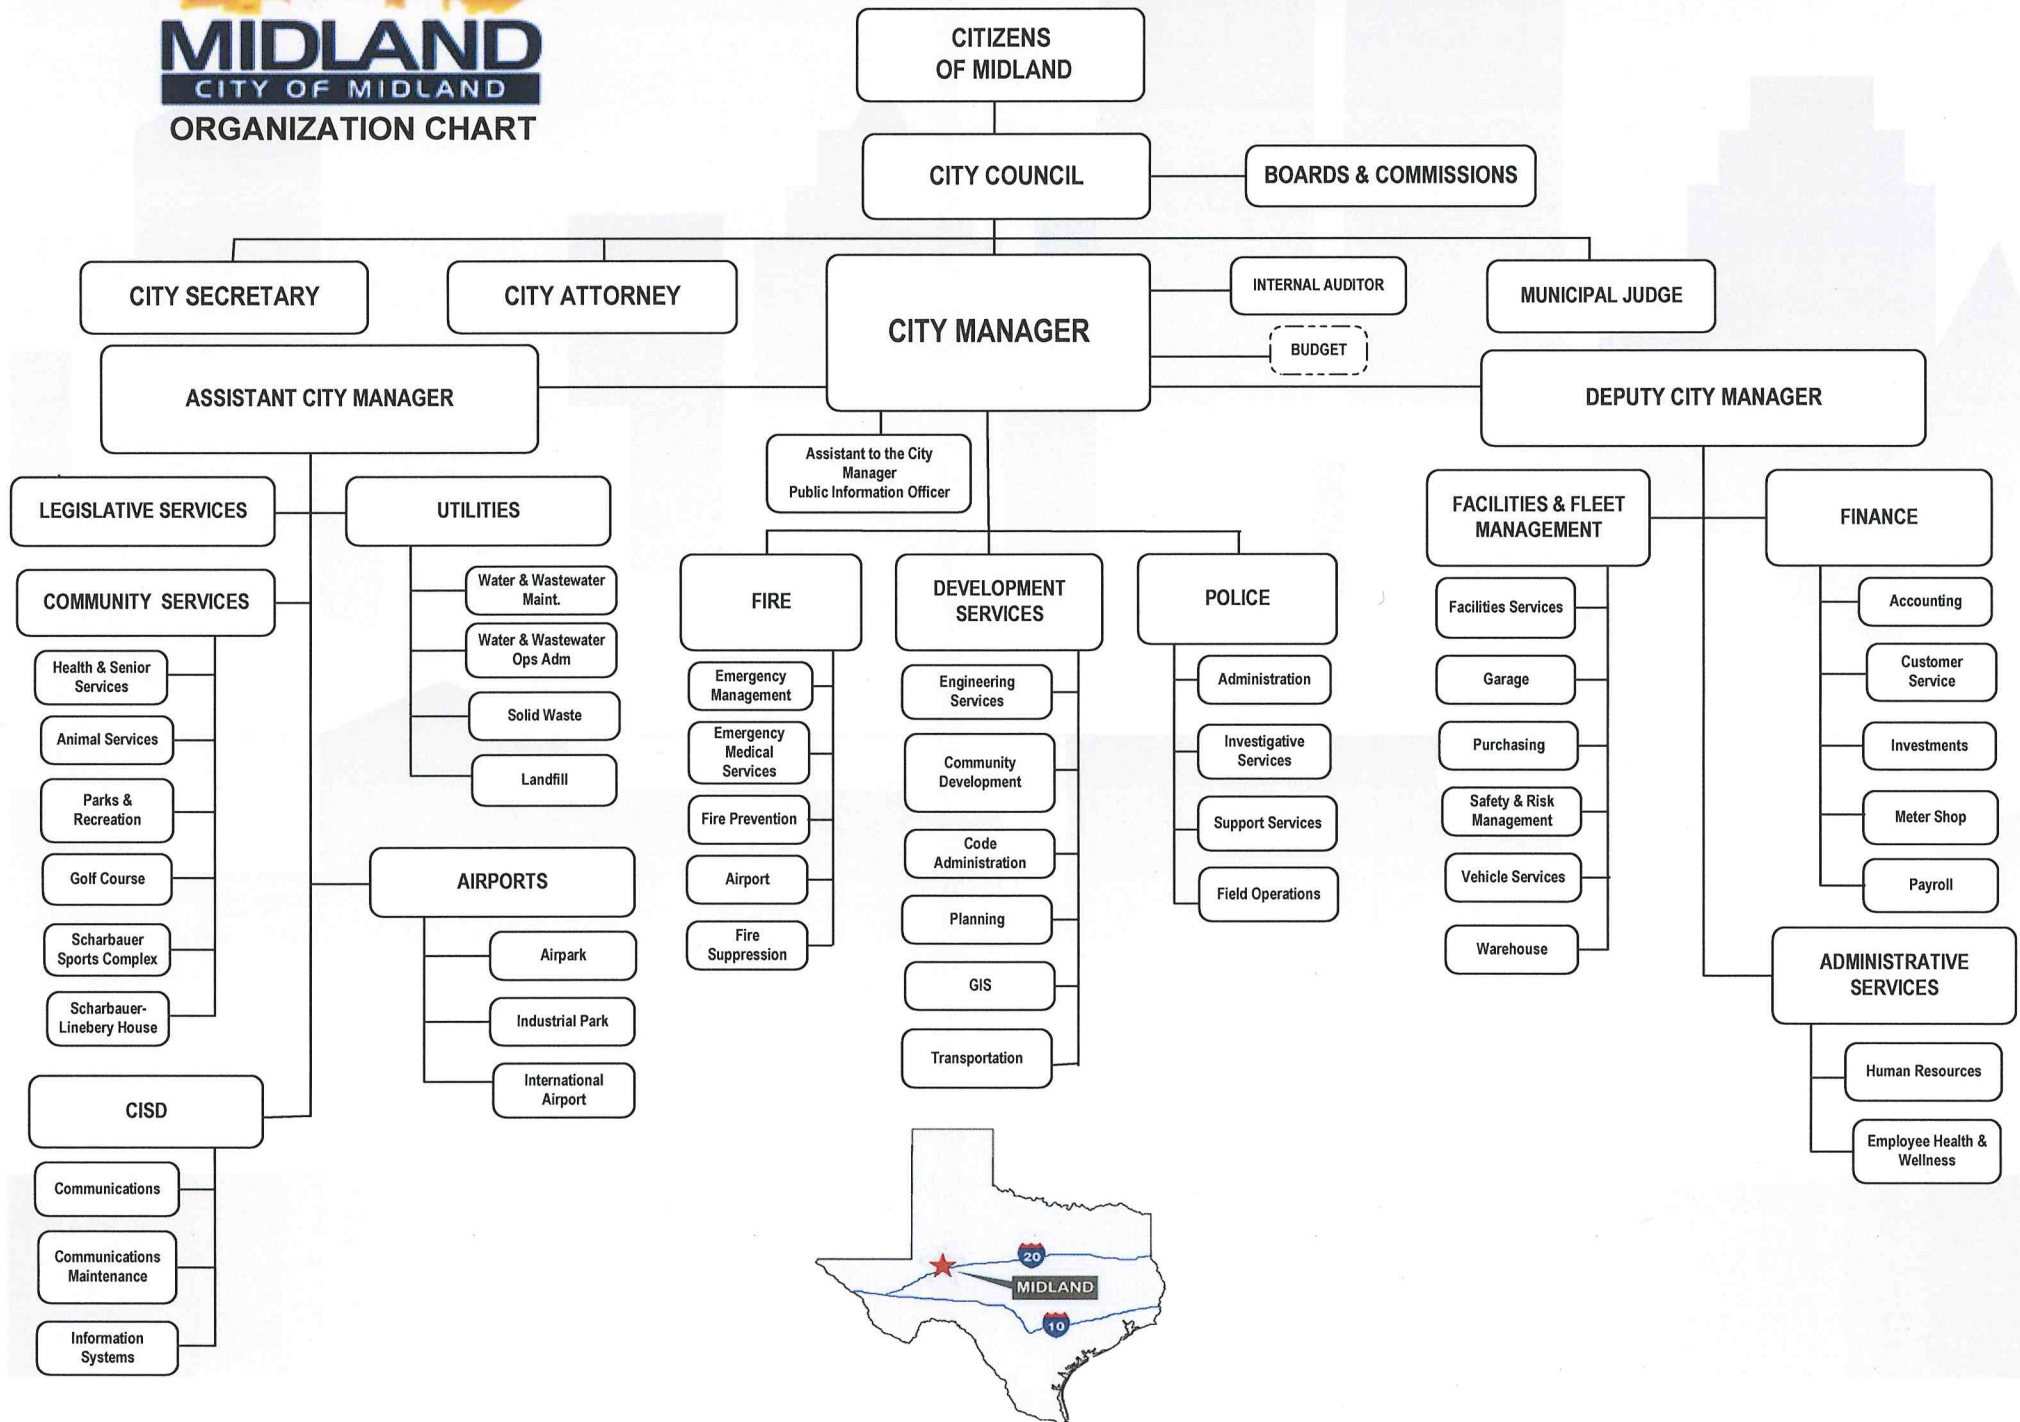 MIDLAND
CITY OF MIDLAND
ORGANIZATION CHART
CITIZENS
OF MIDLAND
CITY COUNCIL
BOARDS & COMMISSIONS
CITY SECRETARY
CITY ATTORNEY
CITY MANAGER
INTERNAL AUDITOR
BUDGET
MUNICIPAL JUDGE
ASSISTANT CITY MANAGER
DEPUTY CITY MANAGER
Assistant to the City
Manager
Public Information Officer
LEGISLATIVE SERVICES
UTILITIES
Water & Wastewater
Maint.
Water & Wastewater
Ops Adm
Solid Waste
Landfill
COMMUNITY SERVICES
Health & Senior
Services
Animal Services
Parks &
Recreation
Golf Course
Scharbauer
Sports Complex
Scharbauer-
Linebery House
AIRPORTS
Airpark
Industrial Park
International
Airport
CISD
Communications
Communications
Maintenance
Information
Systems
FIRE
Emergency
Management
Emergency
Medical
Services
Fire Prevention
Airport
Fire
Suppression
DEVELOPMENT
SERVICES
Engineering
Services
Community
Development
Code
Administration
Planning
GIS
Transportation
POLICE
Administration
Investigative
Services
Support Services
Field Operations
FACILITIES & FLEET
MANAGEMENT
Facilities Services
Garage
Purchasing
Safety & Risk
Management
Vehicle Services
Warehouse
FINANCE
Accounting
Customer
Service
Investments
Meter Shop
Payroll
ADMINISTRATIVE
SERVICES
Human Resources
Employee Health &
Wellness
20
MIDLAND
10